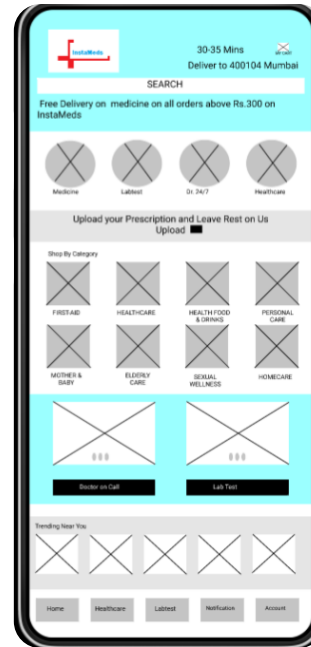 InstaMeds
30-35 Mins
Deliver to 400104 Mumbai
SEARCH
Free Delivery on medicine on all orders above Rs.300 on
InstaMeds
Medicine
Labtest
Dr. 24/7
Healthcare
Upload your Prescription and Leave Rest on Us
Upload
Shop By Category
FIRST-AID
HEALTHCARE
HEALTH FOOD
& DRINKS
PERSONAL
CARE
MOTHER &
BABY
ELDERLY
CARE
SEXUAL
WELLNESS
HOMECARE
Doctor on Call
Lab Test
Trending Near You
Home
Healthcare
Labtest
Notification
Account